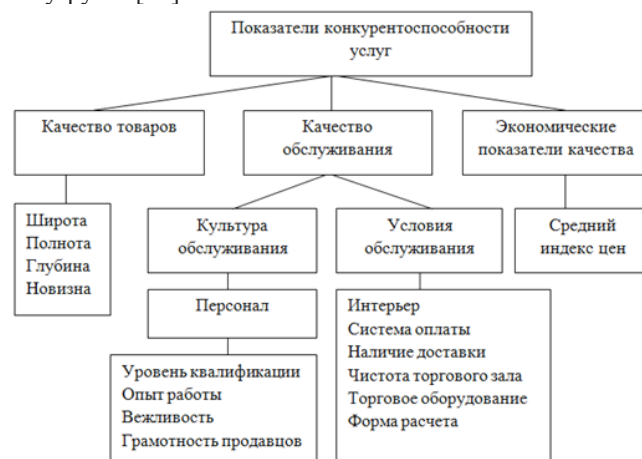 Показатели конкурентоспособности
услуг
Качество товаров
Качество
обслуживания
Экономические
показатели качества
Широта
Полнота
Глубина
Новизна
Культура
обслуживания
Условия
обслуживания
Средний
индекс цен
Персонал
Интерьер
Система оплаты
Наличие доставки
Чистота торгового зала
Торговое оборудование
Форма расчета
Уровень квалификации
Опыт работы
Вежливость
Грамотность продавцов